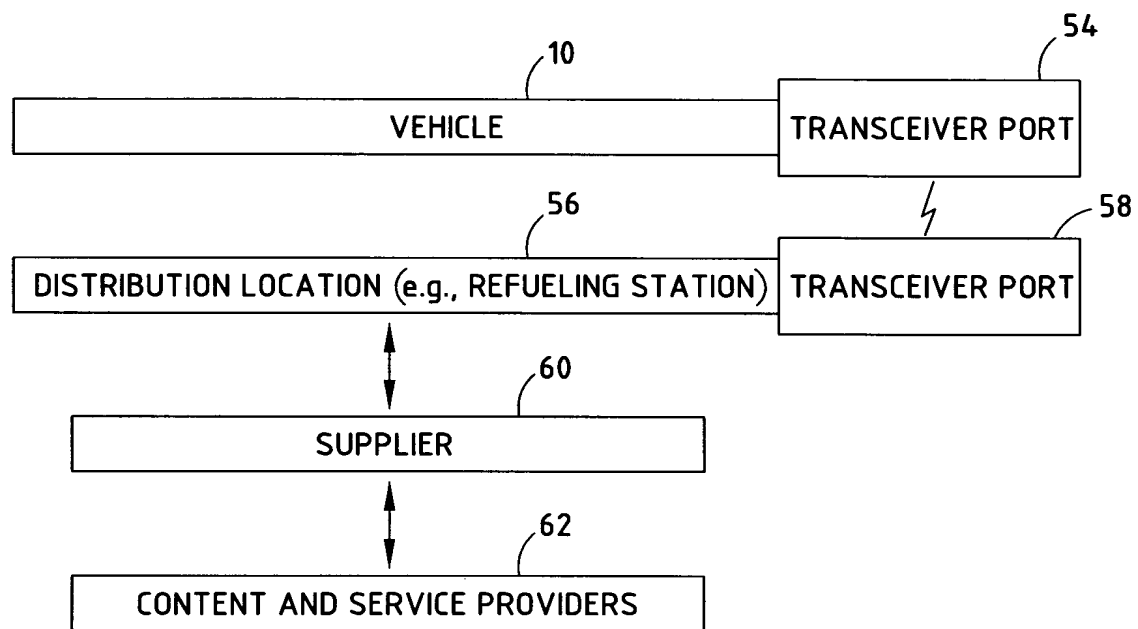 10
54
VEHICLE
TRANSCEIVER PORT
56
58
DISTRIBUTION LOCATION (e.g., REFUELING STATION)
TRANSCEIVER PORT
60
SUPPLIER
62
CONTENT AND SERVICE PROVIDERS